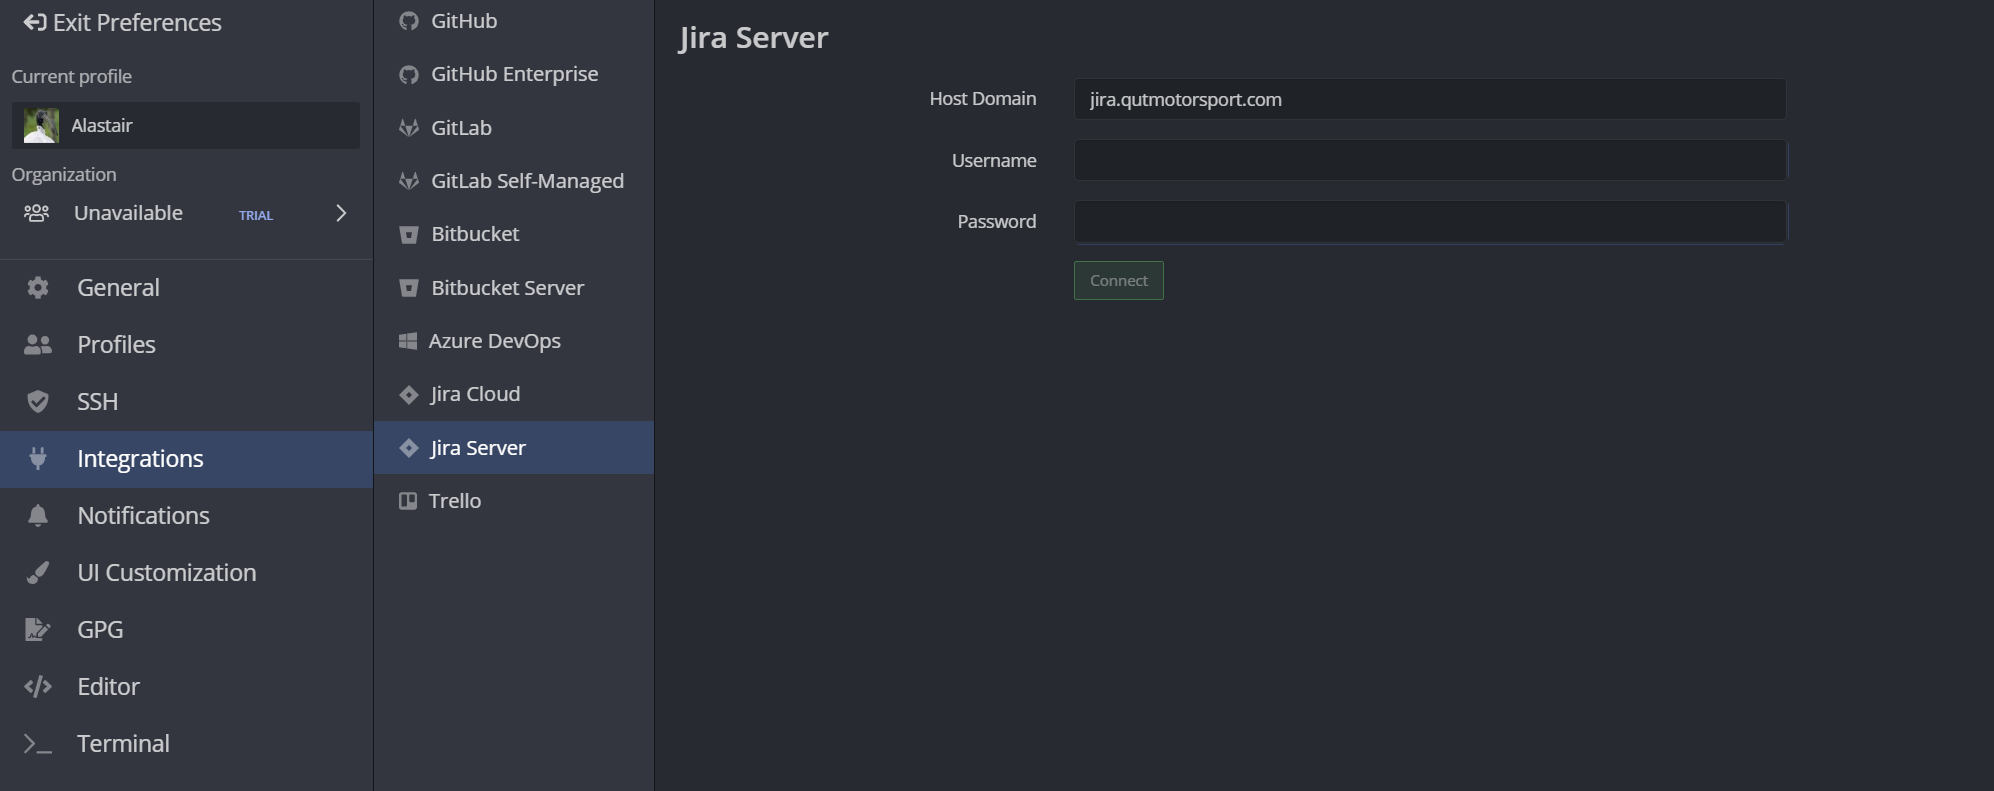 Exit Preferences
Current profile
Alastair
Organization
Unavailable TRIAL
General
Profiles
SSH
Integrations
Notifications
UI Customization
GPG
Editor
Terminal
GitHub
GitHub Enterprise
GitLab
GitLab Self-Managed
Bitbucket
Bitbucket Server
Azure DevOps
Jira Cloud
Jira Server
Trello
Jira Server
Host Domain jira.qutmotorsport.com
Username
Password
Connect